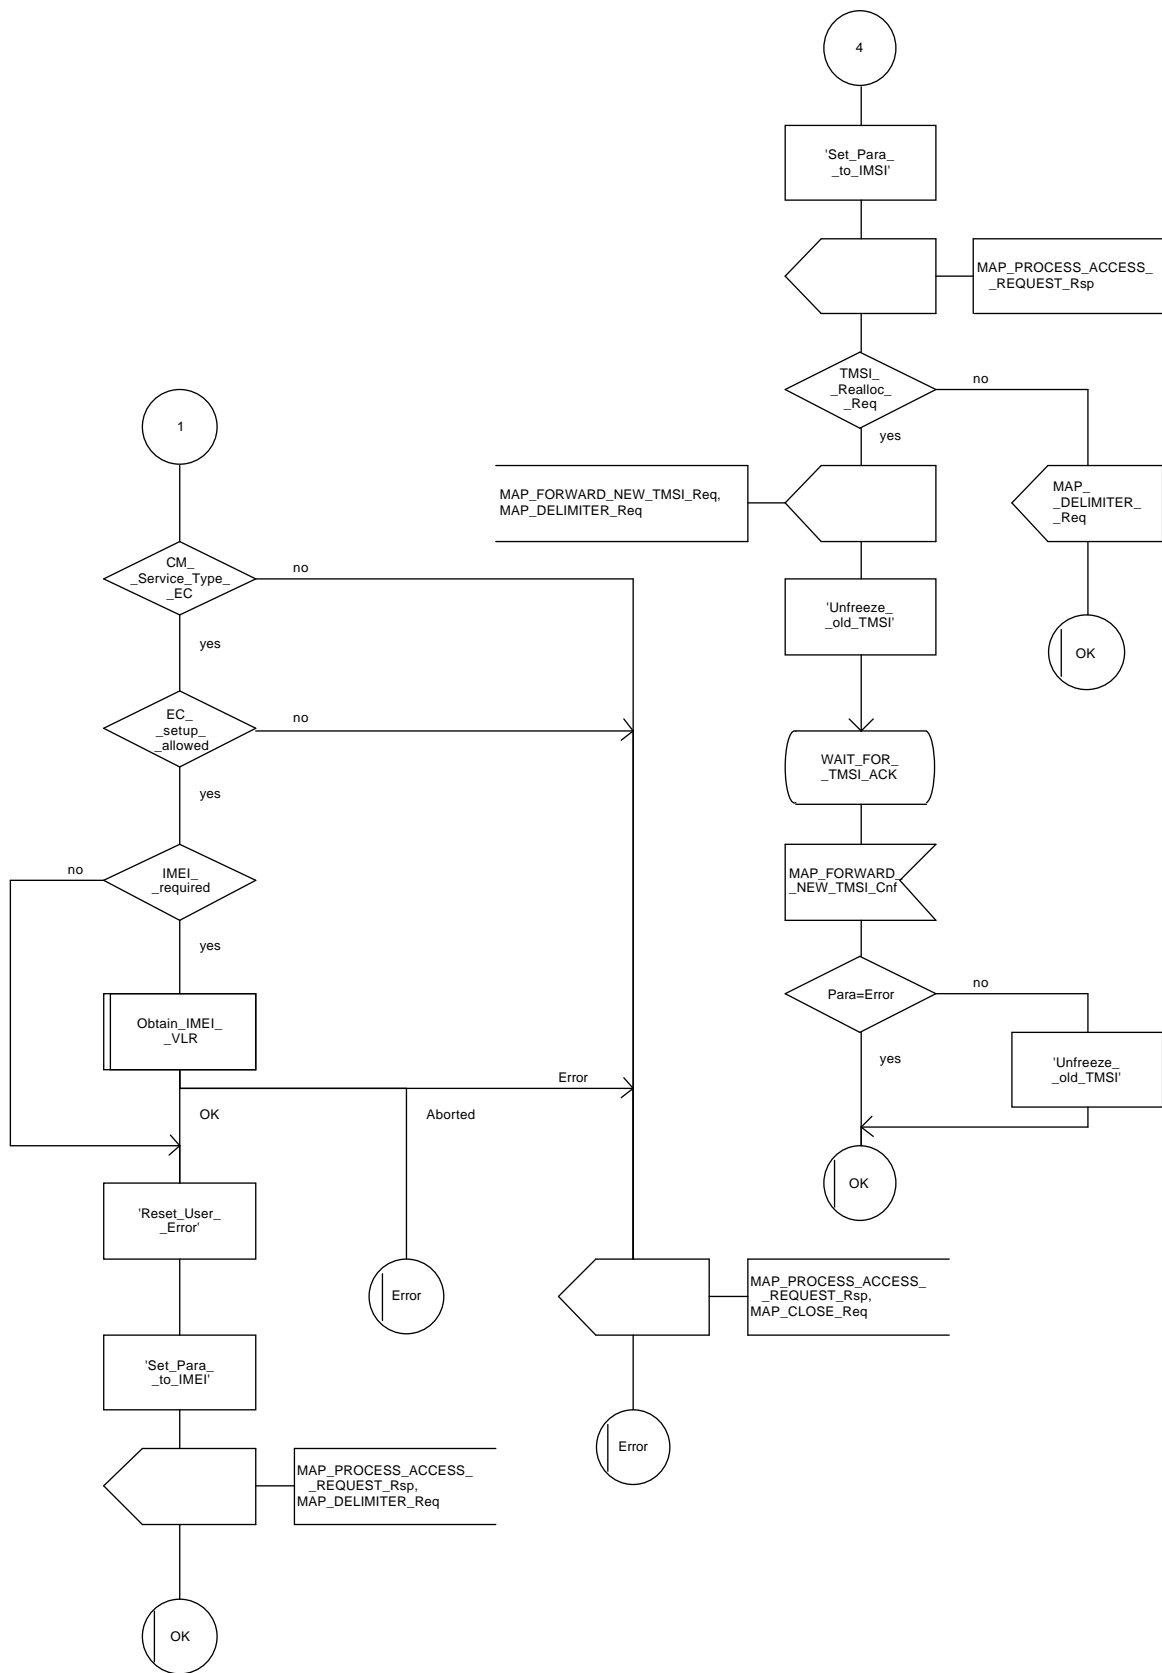 4
'Set_Para_
_to_IMSI'
MAP_PROCESS_ACCESS_
_REQUEST_Rsp
TMSI_
_Realloc_
_Req
no
yes
MAP_FORWARD_NEW_TMSI_Req,
MAP_DELIMITER_Req
MAP_
_DELIMITER_
_Req
'Unfreeze_
_old_TMSI'
OK
WAIT_FOR_
_TMSI_ACK
MAP_FORWARD_
_NEW_TMSI_Cnf
Para=Error
no
yes
'Unfreeze_
_old_TMSI'
OK
1
CM_
_Service_Type_
_EC
no
yes
EC_
_setup_
_allowed
no
yes
IMEI_
_required
no
yes
Obtain_IMEI_
_VLR
Error
OK
Aborted
'Reset_User_
_Error'
Error
MAP_PROCESS_ACCESS_
_REQUEST_Rsp,
MAP_CLOSE_Req
'Set_Para_
_to_IMEI'
Error
MAP_PROCESS_ACCESS_
_REQUEST_Rsp,
MAP_DELIMITER_Req
OK